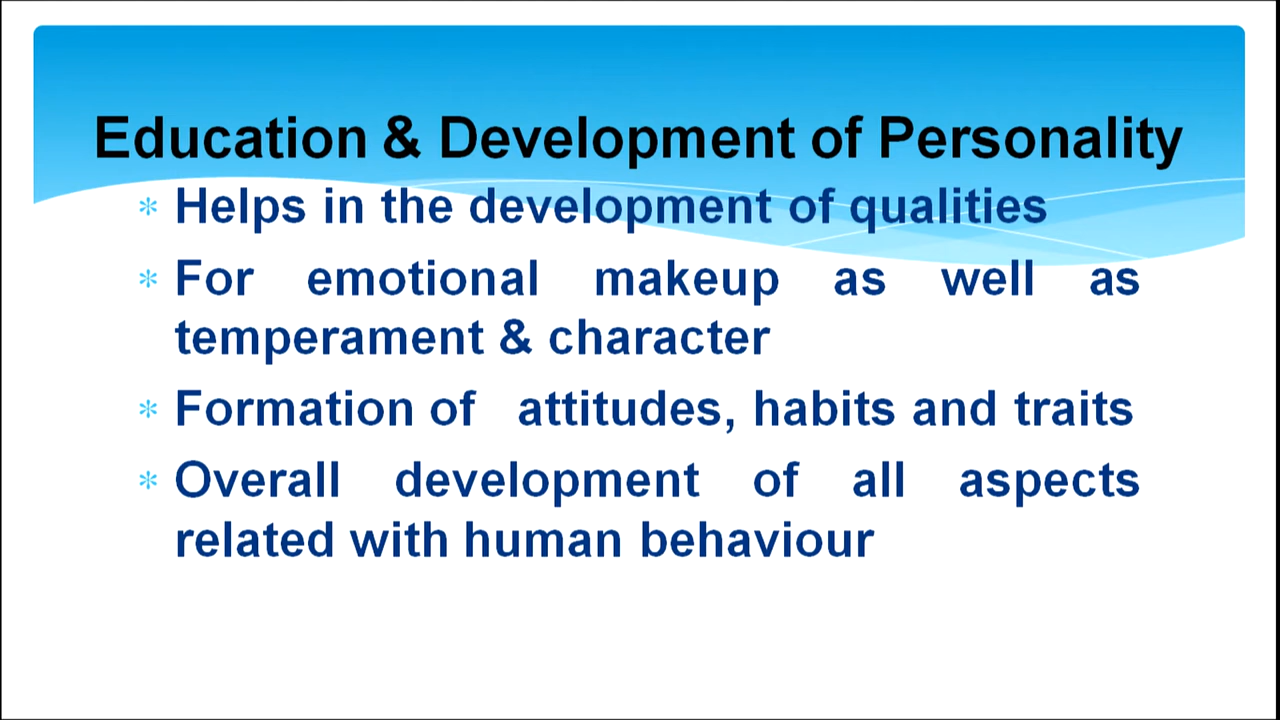 Education & Development of Personality
* Helps in the development of qualities
* For emotional makeup as well as
temperament & character
* Formation of attitudes, habits and traits
* Overall development of all aspects
related with human behaviour